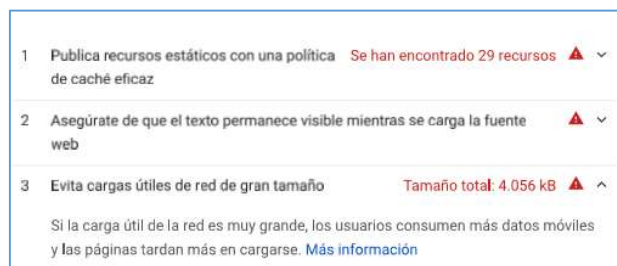 1 Publica recursos estáticos con una política Se han encontrado 29 recursos
de caché eficaz
2 Asegúrate de que el texto permanece visible mientras se carga la fuente
web
3 Evita cargas útiles de red de gran tamaño Tamaño total: 4.056 kB
Si la carga útil de la red es muy grande, los usuarios consumen más datos móviles
y las páginas tardan más en cargarse. Más información